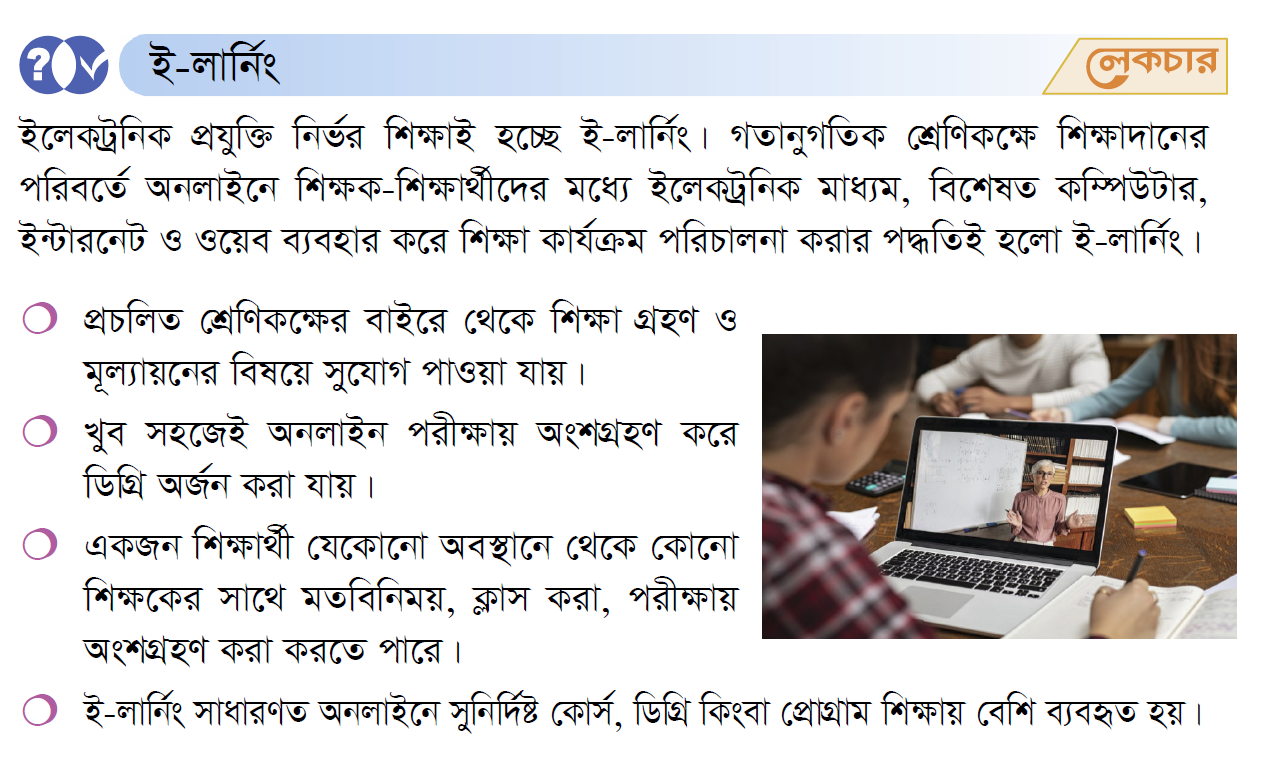 ই-লার্নিং
লেকচার
ইলেকট্রনিক প্রযুক্তি নির্ভর শিক্ষাই হচ্ছে ই-লার্নিং। গতানুগতিক শ্রেণিকক্ষে শিক্ষাদানের
পরিবর্তে অনলাইনে শিক্ষক-শিক্ষার্থীদের মধ্যে ইলেকট্রনিক মাধ্যম, বিশেষত কম্পিউটার,
ইন্টারনেট ও ওয়েব ব্যবহার করে শিক্ষা কার্যক্রম পরিচালনা করার পদ্ধতিই হলো ই-লার্নিং।
প্রচলিত শ্রেণিকক্ষের বাইরে থেকে শিক্ষা গ্রহণ ও
মূল্যায়নের বিষয়ে সুযোগ পাওয়া যায়।
খুব সহজেই অনলাইন পরীক্ষায় অংশগ্রহণ করে
ডিগ্রি অর্জন করা যায়।
একজন শিক্ষার্থী যেকোনো অবস্থানে থেকে কোনো
শিক্ষকের সাথে মতবিনিময়, ক্লাস করা, পরীক্ষায়
অংশগ্রহণ করা করতে পারে।
ই-লার্নিং সাধারণত অনলাইনে সুনির্দিষ্ট কোর্স, ডিগ্রি কিংবা প্রোগ্রাম শিক্ষায় বেশি ব্যবহৃত হয়।